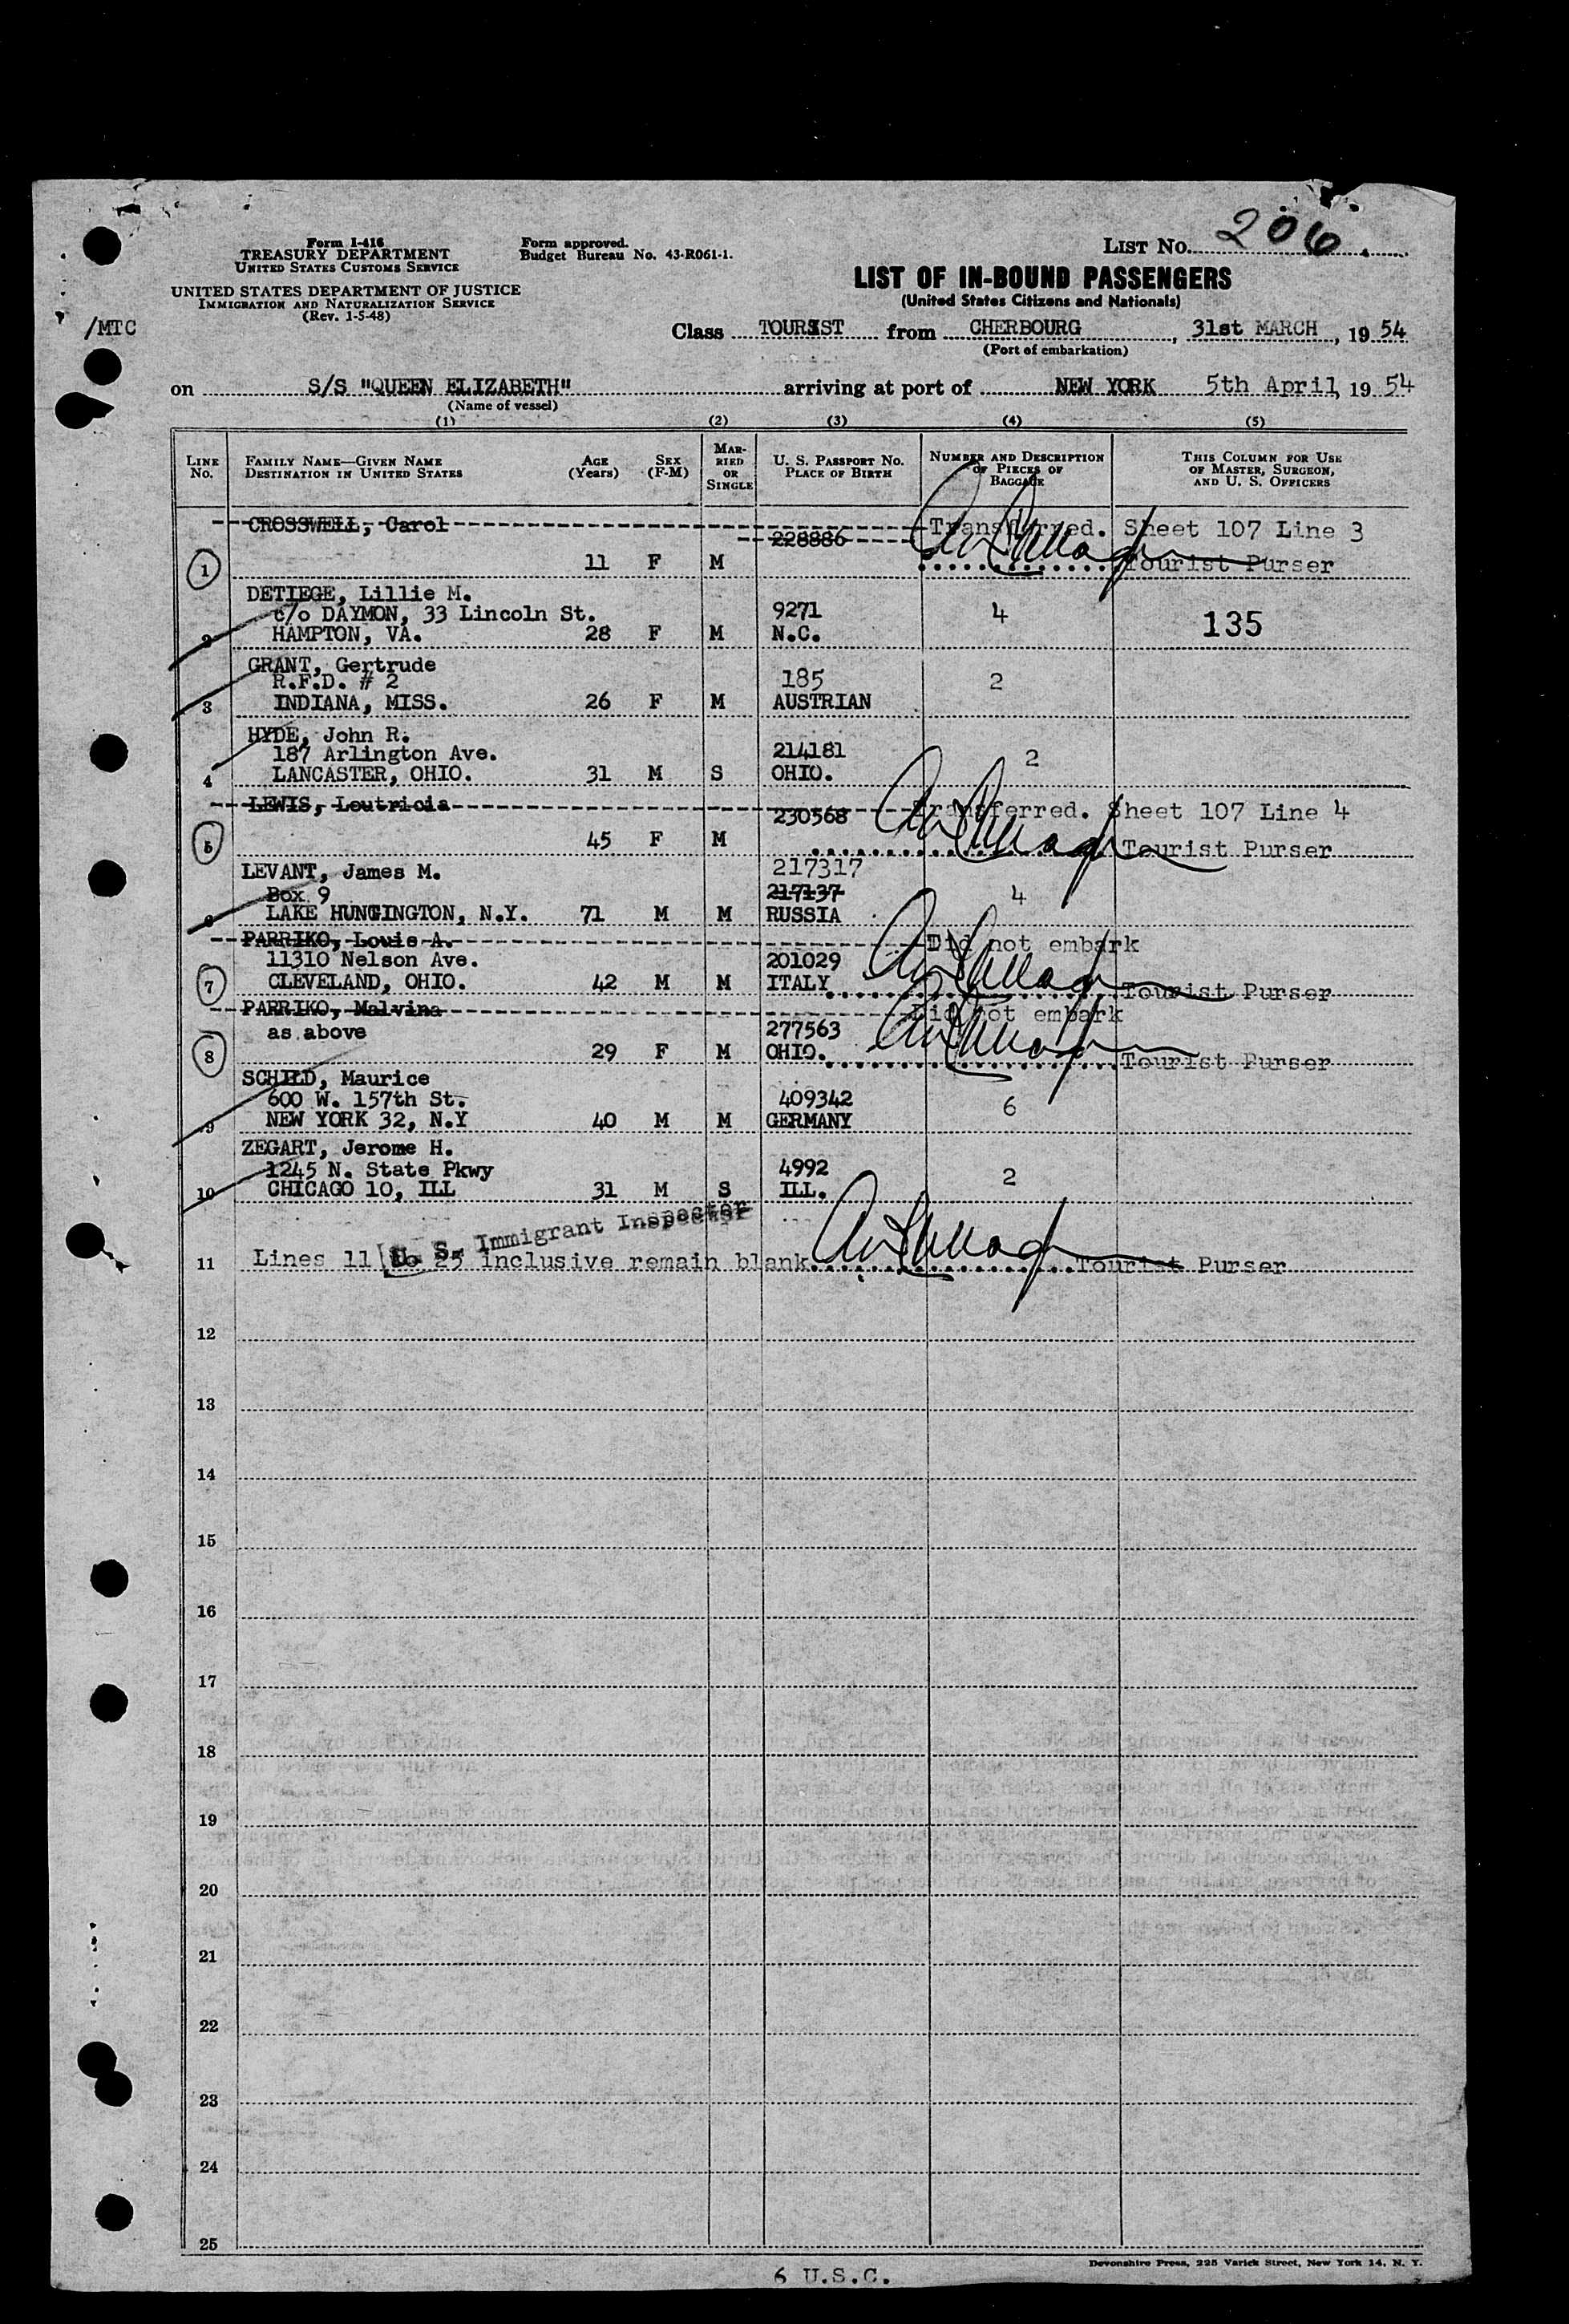 LIST No. 206
Form I-418
TREASURY DEPARTMENT
UNITED STATES CUSTOMS SERVICE
Form approved.
Budget Bureau No. 43-R061-1.
UNITED STATES DEPARTMENT OF JUSTICE
IMMIGRATION AND NATURALIZATION SERVICE
(Rev. 1-5-48)
/MTC
LIST OF IN-BOUND PASSENGERS
(United States Citizens and Nationals)
Class TOURIST from CHERBOURG, 31st MARCH, 1954
(Port of embarkation)
on S/S "QUEEN ELIZABETH" arriving at port of NEW YORK 5th April, 1954
(Name of vessel)
(1) (2) (3) (4) (5)
LINE No.
FAMILY NAME—GIVEN NAME
DESTINATION IN UNITED STATES
AGE (Years)
SEX (F-M)
MARRIED OR SINGLE
U. S. PASSPORT NO.
PLACE OF BIRTH
NUMBER AND DESCRIPTION OF PIECES OF BAGGAGE
THIS COLUMN FOR USE OF MASTER, SURGEON, AND U. S. OFFICERS
CROSSWELL, Carol Transferred. Sheet 107 Line 3
228886
1 11 F M Tourist Purser
DETIEGE, Lillie M.
c/o DAYMON, 33 Lincoln St. 9271 4 135
2 HAMPTON, VA. 28 F M N.C.
GRANT, Gertrude
R.F.D. # 2 185 2
3 INDIANA, MISS. 26 F M AUSTRIAN
HYDE, John R.
187 Arlington Ave. 214181 2
4 LANCASTER, OHIO. 31 M S OHIO.
LEWIS, Loutricia Transferred. Sheet 107 Line 4
230568
5 45 F M Tourist Purser
LEVANT, James M. 217317
Box 9 217137 4
6 LAKE HUNGINGTON, N.Y. 71 M M RUSSIA
PARRIKO, Louis A. Did not embark
11310 Nelson Ave. 201029
7 CLEVELAND, OHIO. 42 M M ITALY Tourist Purser
PARRIKO, Malvina Did not embark
as above 277563
8 29 F M OHIO. Tourist Purser
SCHILD, Maurice
600 W. 157th St. 409342 6
9 NEW YORK 32, N.Y 40 M M GERMANY
ZEGART, Jerome H.
1245 N. State Pkwy 4992 2
10 CHICAGO 10, ILL 31 M S ILL.
U. S. Immigrant Inspector
11 Lines 11 to 25 inclusive remain blank Tourist Purser
12
13
14
15
16
17
18
19
20
21
22
23
24
25
Devonshire Press, 225 Varick Street, New York 14, N. Y.
6 U.S.C.